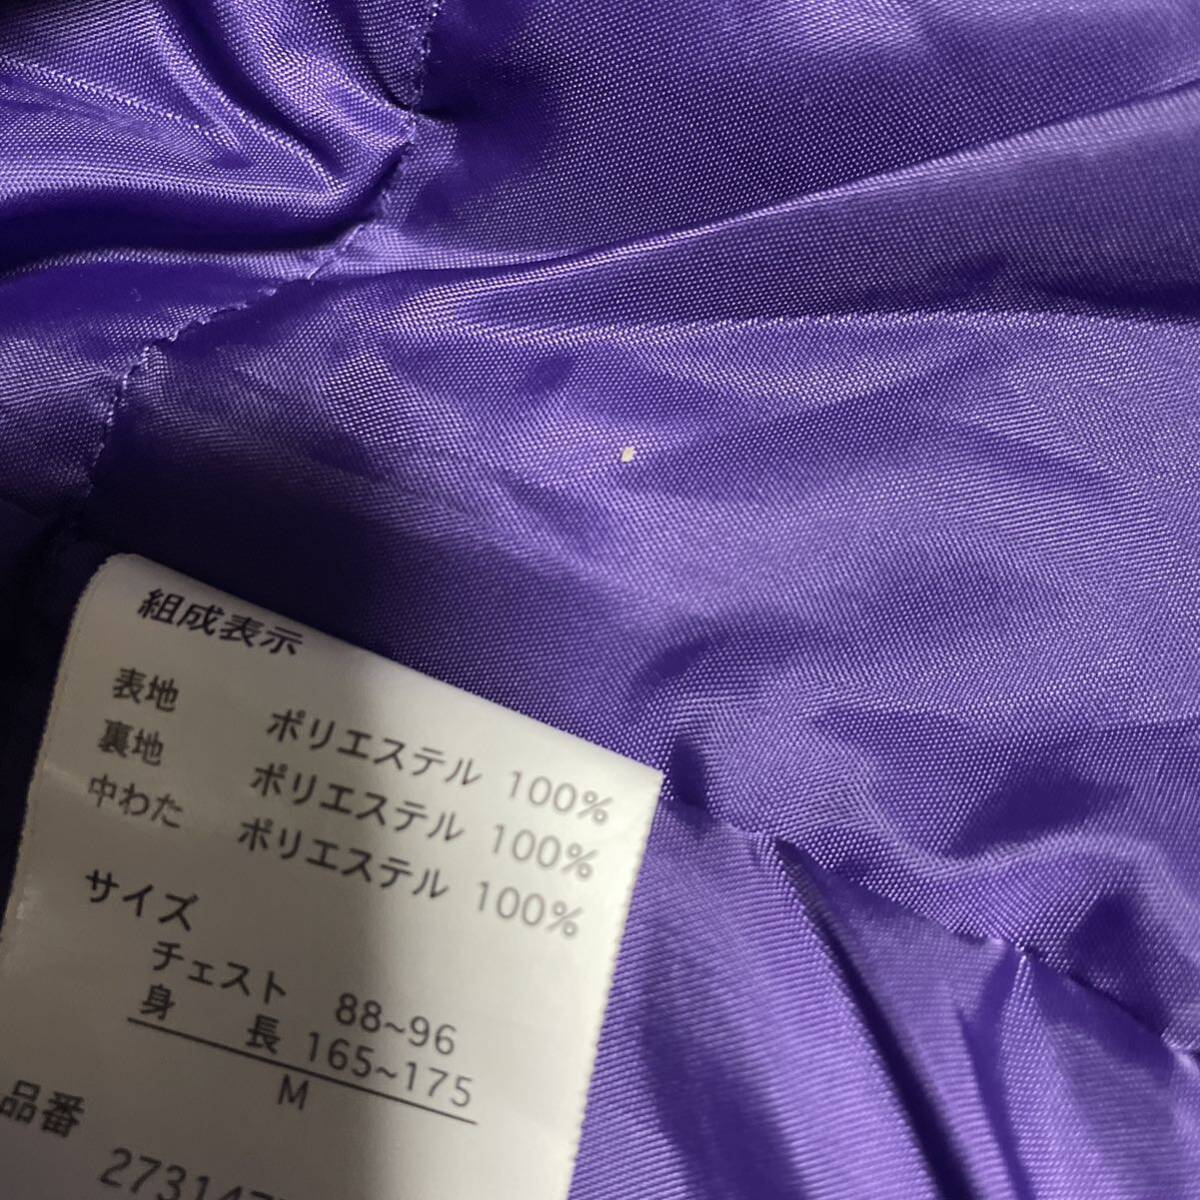 組成表示
表地 ポリエステル 100%
裏地 ポリエステル 100%
中わた ポリエステル 100%
サイズ
チェスト 88~96
身 長 165~175
M
品番